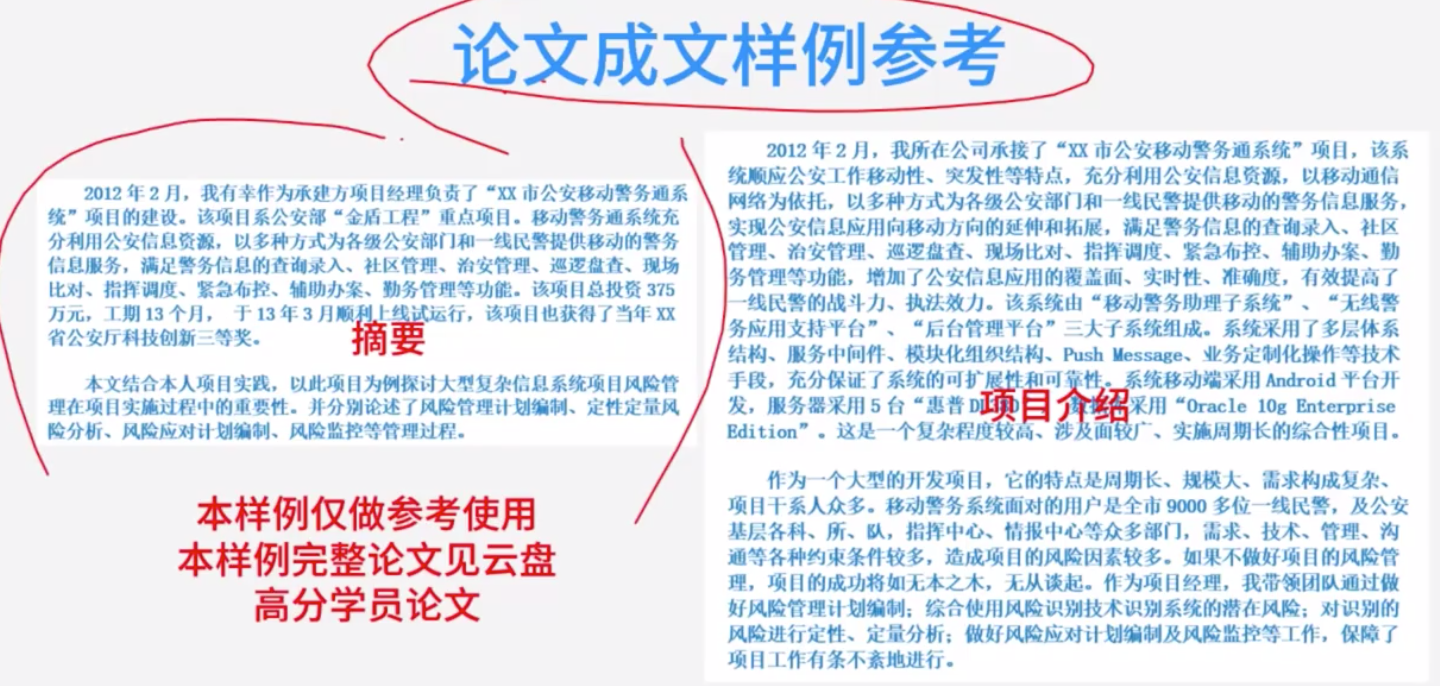 论文成文样例参考
2012 年 2 月，我有幸作为承建方项目经理负责了“XX 市公安移动警务通系
统”项目的建设。该项目系公安部“金盾工程”重点项目。移动警务通系统充
分利用公安信息资源，以多种方式为各级公安部门和一线民警提供移动的警务
信息服务，满足警务信息的查询录入、社区管理、治安管理、巡逻盘查、现场
比对、指挥调度、紧急布控、辅助办案、勤务管理等功能。该项目总投资 375
万元，工期 13 个月， 于 13 年 3 月顺利上线试运行，该项目也获得了当年 XX
省公安厅科技创新三等奖。
摘要
本文结合本人项目实践，以此项目为例探讨大型复杂信息系统项目风险管
理在项目实施过程中的重要性。并分别论述了风险管理计划编制、定性定量风
险分析、风险应对计划编制、风险监控等管理过程。
本样例仅做参考使用
本样例完整论文见云盘
高分学员论文
2012 年 2 月，我所在公司承接了“XX 市公安移动警务通系统”项目，该系
统顺应公安工作移动性、突发性等特点，充分利用公安信息资源，以移动通信
网络为依托，以多种方式为各级公安部门和一线民警提供移动的警务信息服务，
实现公安信息应用向移动方向的延伸和拓展，满足警务信息的查询录入、社区
管理、治安管理、巡逻盘查、现场比对、指挥调度、紧急布控、辅助办案、勤
务管理等功能，增加了公安信息应用的覆盖面、实时性、准确度，有效提高了
一线民警的战斗力、执法效力。该系统由“移动警务助理子系统”、“无线警
务应用支持平台”、“后台管理平台”三大子系统组成。系统采用了多层体系
结构、服务中间件、模块化组织结构、Push Message、业务定制化操作等技术
手段，充分保证了系统的可扩展性和可靠性。系统移动端采用 Android 平台开
发，服务器采用 5 台“惠普 采用“Oracle 10g Enterprise
项目介绍
Edition”。这是一个复杂程度较高、涉及面较广、实施周期长的综合性项目。
作为一个大型的开发项目，它的特点是周期长、规模大、需求构成复杂、
项目干系人众多。移动警务系统面对的用户是全市 9000 多位一线民警，及公安
基层各科、所、队，指挥中心、情报中心等众多部门，需求、技术、管理、沟
通等各种约束条件较多，造成项目的风险因素较多。如果不做好项目的风险管
理，项目的成功将如无本之木，无从谈起。作为项目经理，我带领团队通过做
好风险管理计划编制；综合使用风险识别技术识别系统的潜在风险；对识别的
风险进行定性、定量分析；做好风险应对计划编制及风险监控等工作，保障了
项目工作有条不紊地进行。